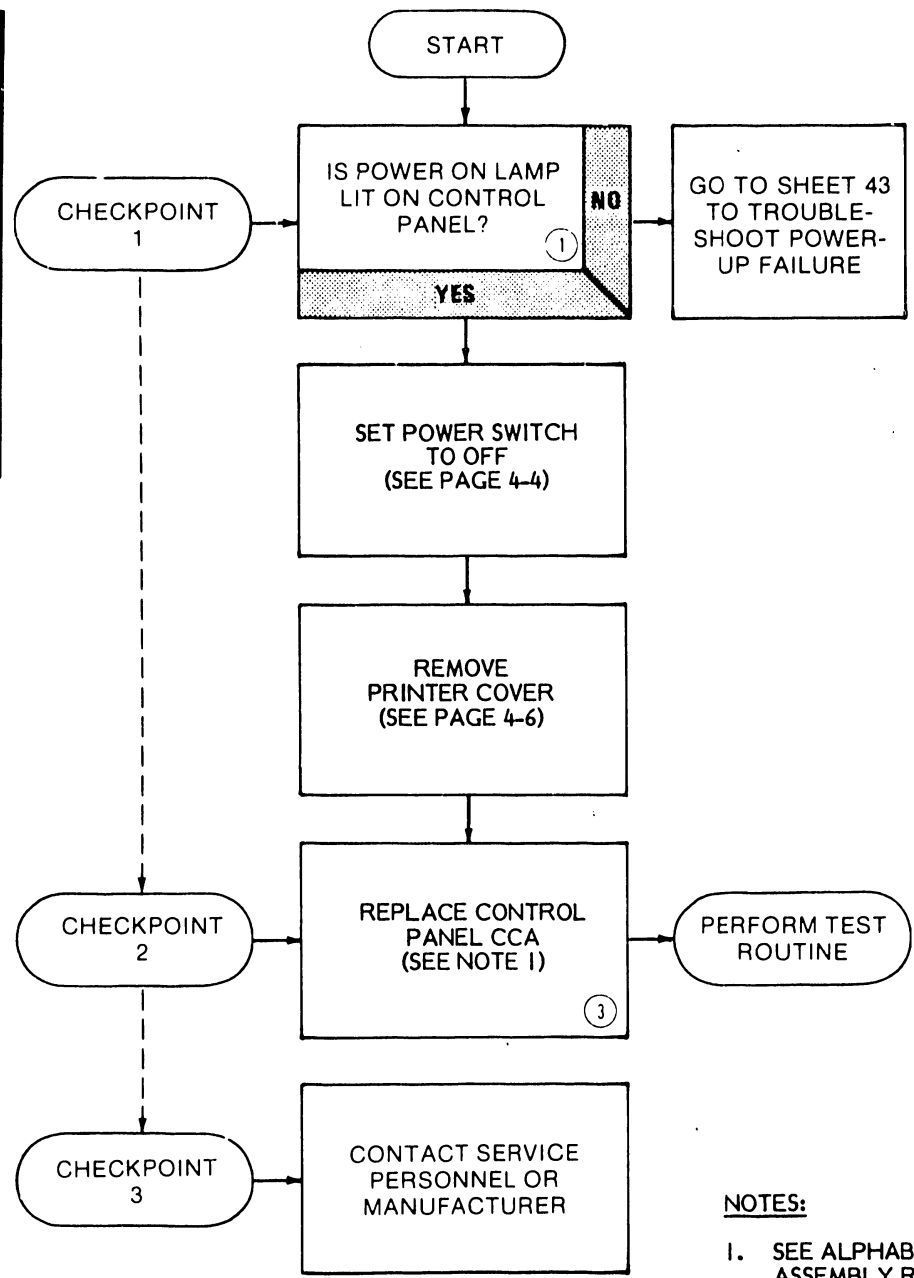 START
CHECKPOINT
1
IS POWER ON LAMP
LIT ON CONTROL
PANEL?
1
NO
YES
GO TO SHEET 43
TO TROUBLE-
SHOOT POWER-
UP FAILURE
SET POWER SWITCH
TO OFF
(SEE PAGE 4-4)
REMOVE
PRINTER COVER
(SEE PAGE 4-6)
CHECKPOINT
2
REPLACE CONTROL
PANEL CCA
(SEE NOTE 1)
3
PERFORM TEST
ROUTINE
CHECKPOINT
3
CONTACT SERVICE
PERSONNEL OR
MANUFACTURER
NOTES:
1. SEE ALPHAB
ASSEMBLY R